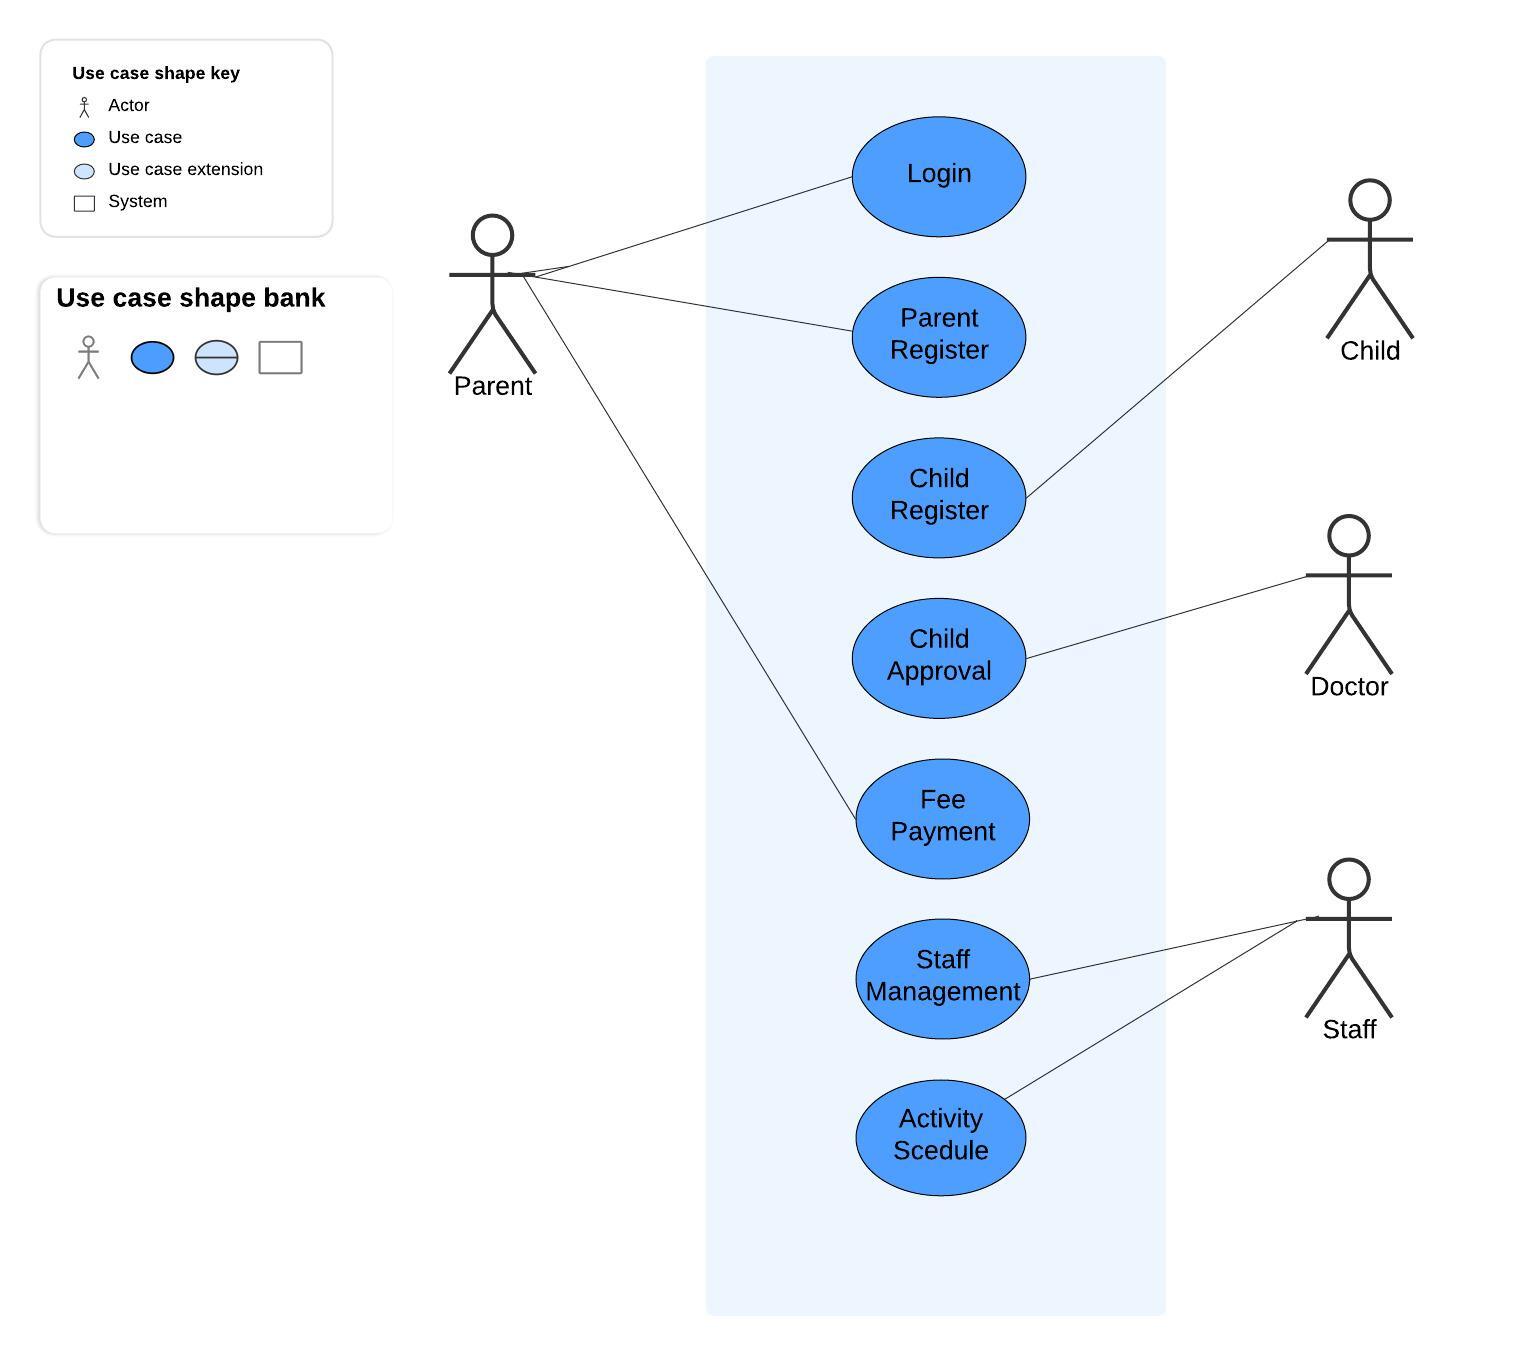 Use case shape key
Actor
Use case
Use case extension
System
Use case shape bank
Parent
Login
Parent
Register
Child
Register
Child
Approval
Fee
Payment
Staff
Management
Activity
Scedule
Child
Doctor
Staff